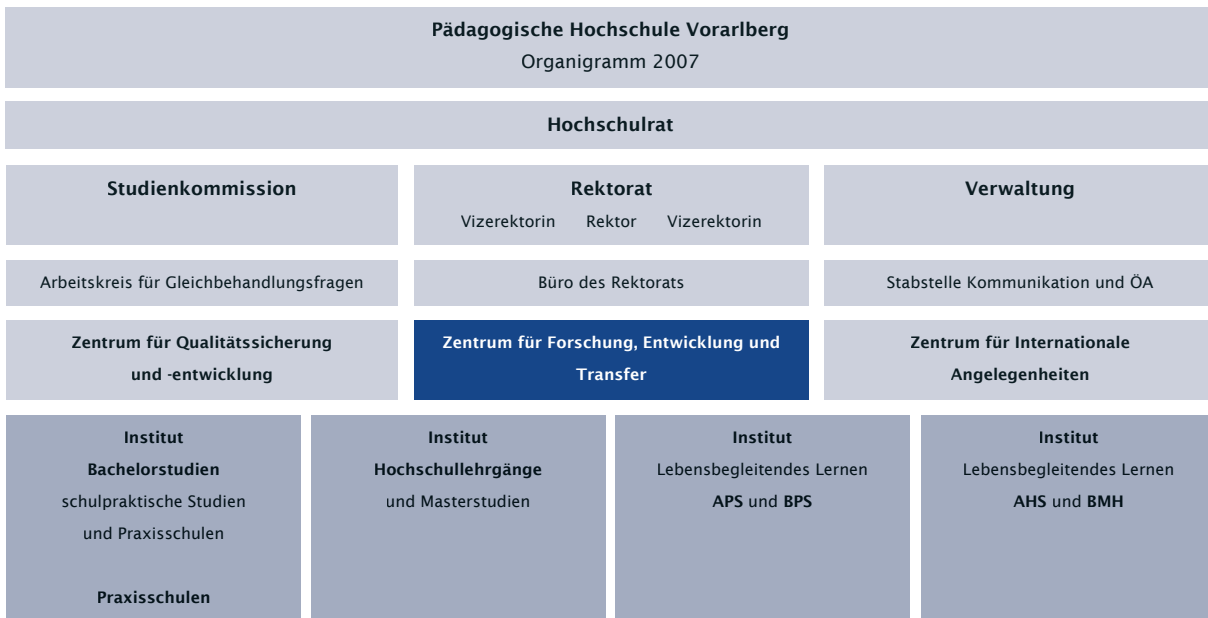 Pädagogische Hochschule Vorarlberg
Organigramm 2007
Hochschulrat
Studienkommission
Rektorat
Vizerektorin Rektor Vizerektorin
Verwaltung
Arbeitskreis für Gleichbehandlungsfragen
Büro des Rektorats
Stabstelle Kommunikation und ÖA
Zentrum für Qualitätssicherung
und -entwicklung
Zentrum für Forschung, Entwicklung und
Transfer
Zentrum für Internationale
Angelegenheiten
Institut
Bachelorstudien
schulpraktische Studien
und Praxisschulen
Praxisschulen
Institut
Hochschullehrgänge
und Masterstudien
Institut
Lebensbegleitendes Lernen
APS und BPS
Institut
Lebensbegleitendes Lernen
AHS und BMH